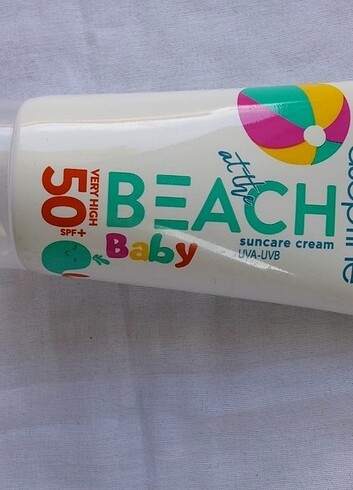 VERY HIGH
50
SPF+
at the
BEACH
Baby
suncare cream
UVA-UVB